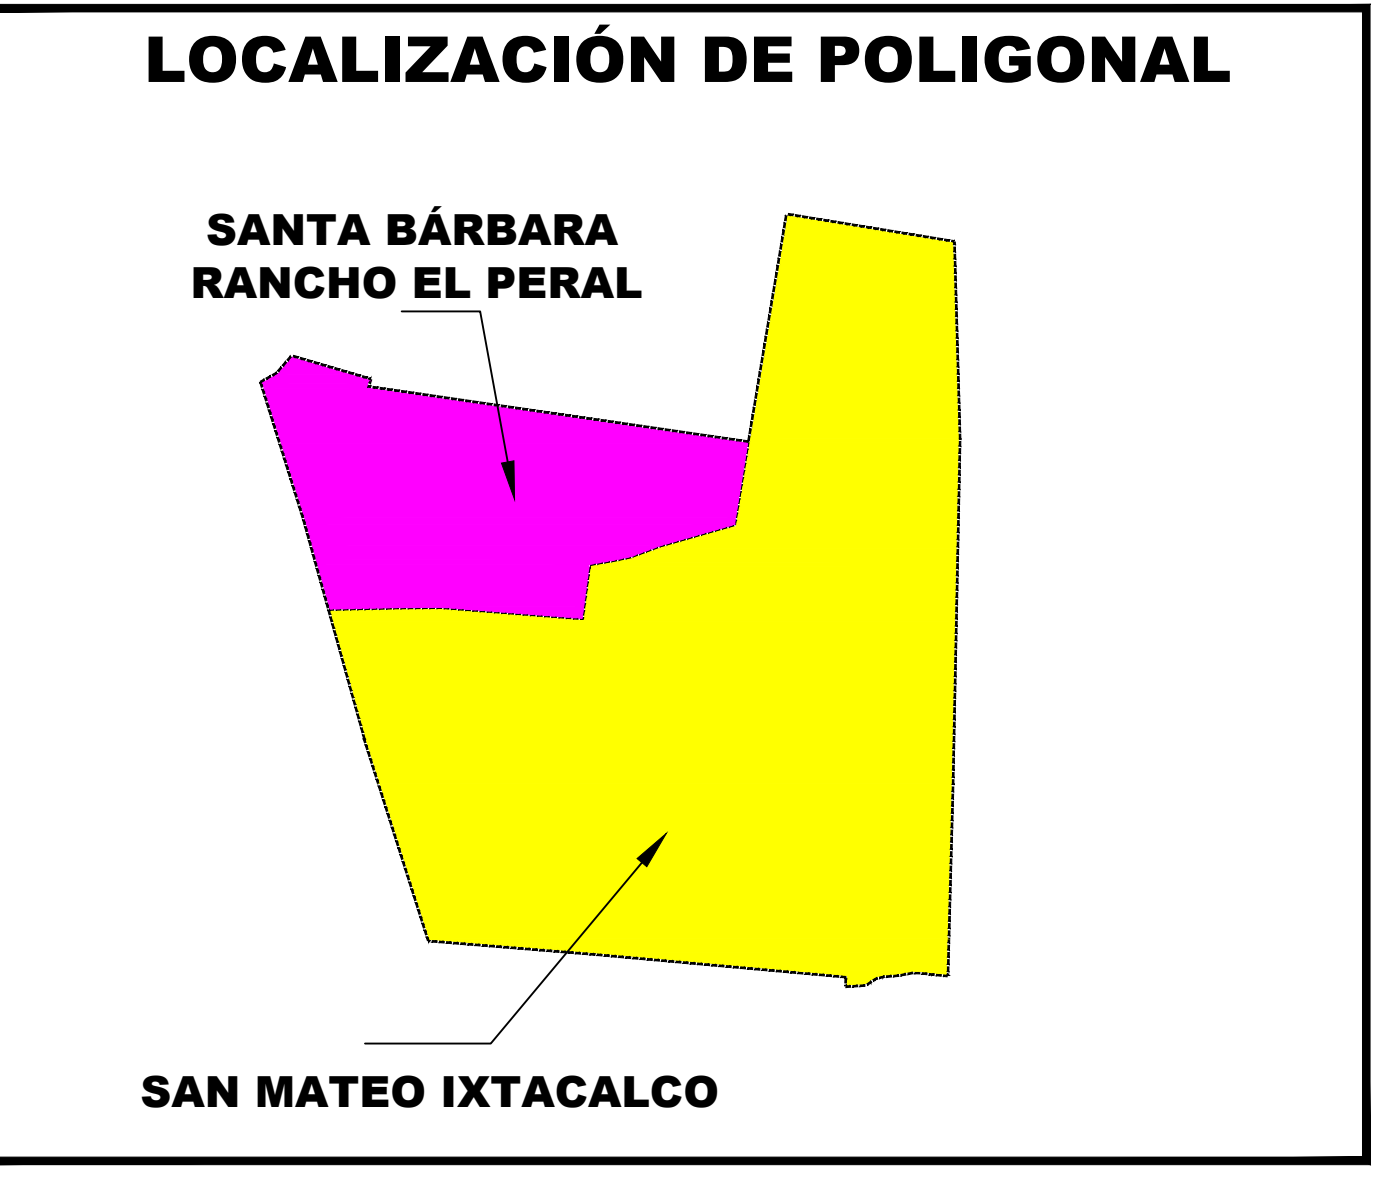 LOCALIZACIÓN DE POLIGONAL
SANTA BÁRBARA
RANCHO EL PERAL
SAN MATEO IXTACALCO